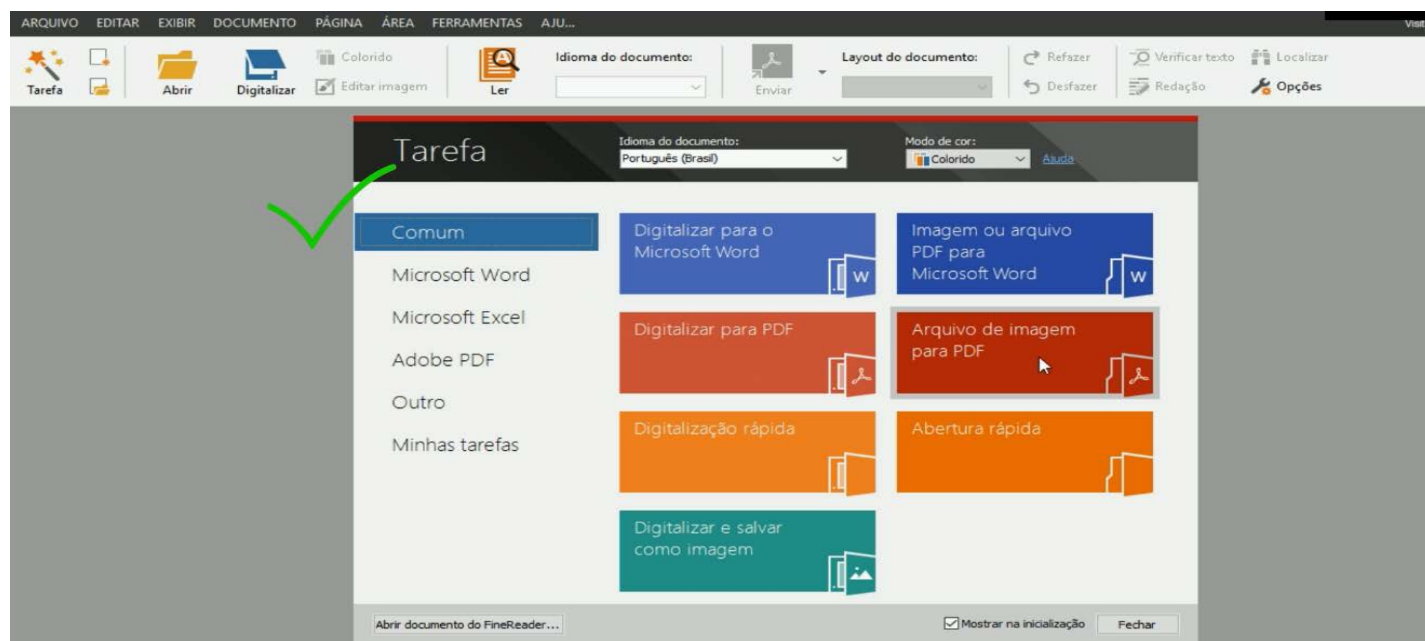 ARQUIVO EDITAR EXIBIR DOCUMENTO PÁGINA ÁREA FERRAMENTAS AJU...
Tarefa
Abrir
Digitalizar
Colorido
Editar imagem
Ler
Idioma do documento:
Enviar
Layout do documento:
Refazer
Desfazer
Verificar texto
Redação
Localizar
Opções
Tarefa
Idioma do documento:
Português (Brasil)
Modo de cor:
Colorido
Ajuda
Comum
Microsoft Word
Microsoft Excel
Adobe PDF
Outro
Minhas tarefas
Digitalizar para o
Microsoft Word
W
Imagem ou arquivo
PDF para
Microsoft Word
W
Digitalizar para PDF
Arquivo de imagem
para PDF
Digitalização rápida
Abertura rápida
Digitalizar e salvar
como imagem
Abrir documento do FineReader...
Mostrar na inicialização
Fechar